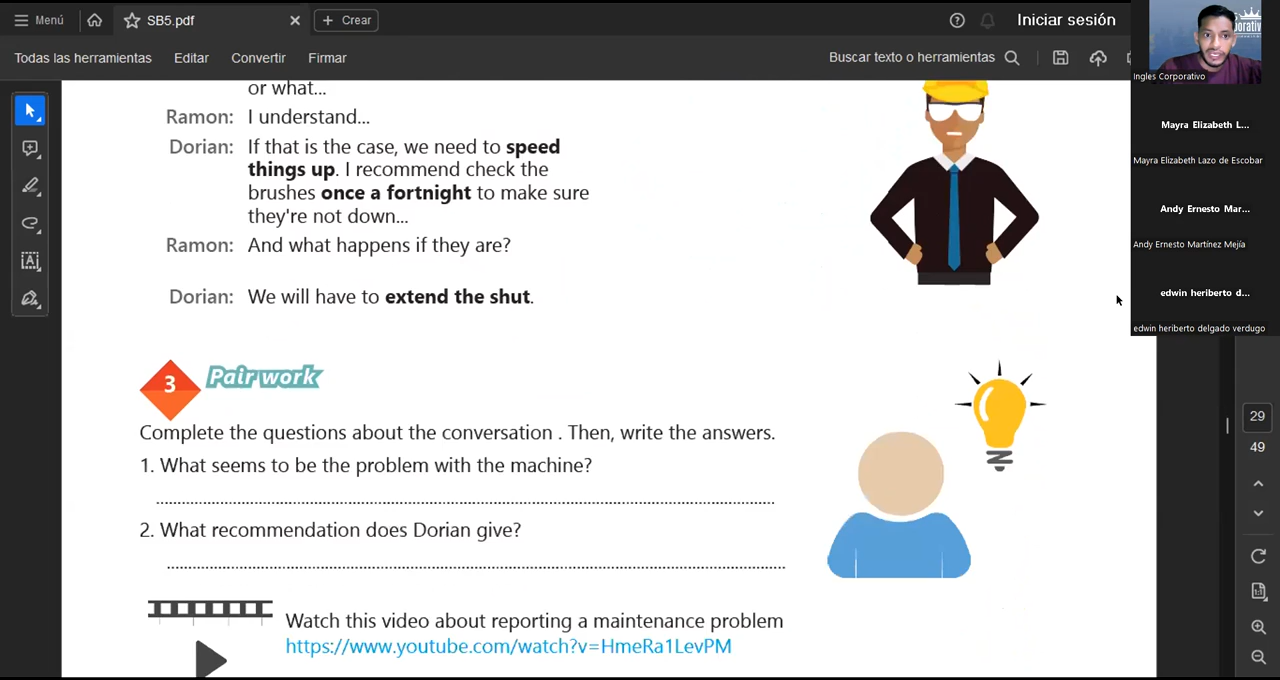 Menú
SB5.pdf
Crear
Iniciar sesión
Todas las herramientas
Editar
Convertir
Firmar
Buscar texto o herramientas
or what...
Ramon: I understand...
Dorian: If that is the case, we need to speed
things up. I recommend check the
brushes once a fortnight to make sure
they're not down...
Ramon: And what happens if they are?
Dorian: We will have to extend the shut.
3 Pair work
Complete the questions about the conversation . Then, write the answers.
1. What seems to be the problem with the machine?
2. What recommendation does Dorian give?
Watch this video about reporting a maintenance problem
https://www.youtube.com/watch?v=HmeRa1LevPM
29
49
Ingles Corporativo
Mayra Elizabeth L...
Mayra Elizabeth Lazo de Escobar
Andy Ernesto Mar...
Andy Ernesto Martínez Mejía
edwin heriberto d...
edwin heriberto delgado verdugo